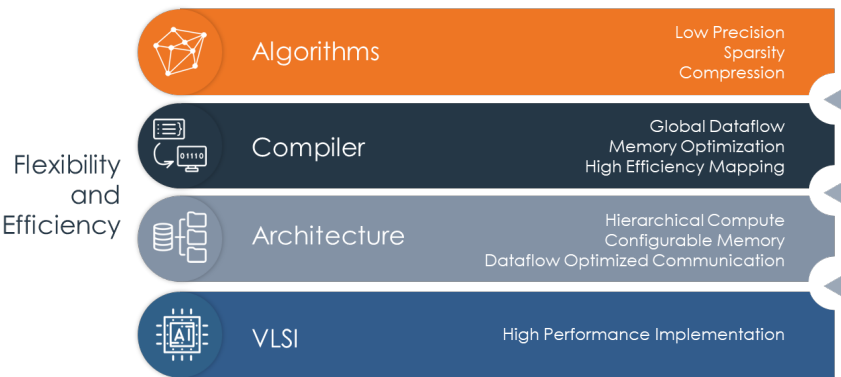 Flexibility
and
Efficiency
Algorithms
Low Precision
Sparsity
Compression
01110
Compiler
Global Dataflow
Memory Optimization
High Efficiency Mapping
Architecture
Hierarchical Compute
Configurable Memory
Dataflow Optimized Communication
AI
VLSI
High Performance Implementation